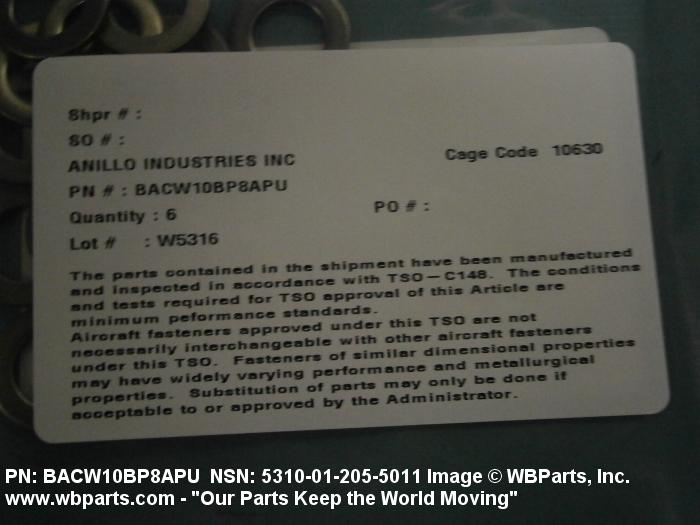 Shpr # :
SO # :
ANILLO INDUSTRIES INC
Cage Code 10630
PN # : BACW10BP8APU
Quantity : 6
PO # :
Lot # : W5316
The parts contained in the shipment have been manufactured
and inspected in accordance with TSO-C148. The conditions
and tests required for TSO approval of this Article are
minimum peformance standards.
Aircraft fasteners approved under this TSO are not
necessarily interchangeable with other aircraft fasteners
under this TSO. Fasteners of similar dimensional properties
may have widely varying performance and metallurgical
properties. Substitution of parts may only be done if
acceptable to or approved by the Administrator.
PN: BACW10BP8APU NSN: 5310-01-205-5011 Image © WBParts, Inc.
www.wbparts.com - "Our Parts Keep the World Moving"